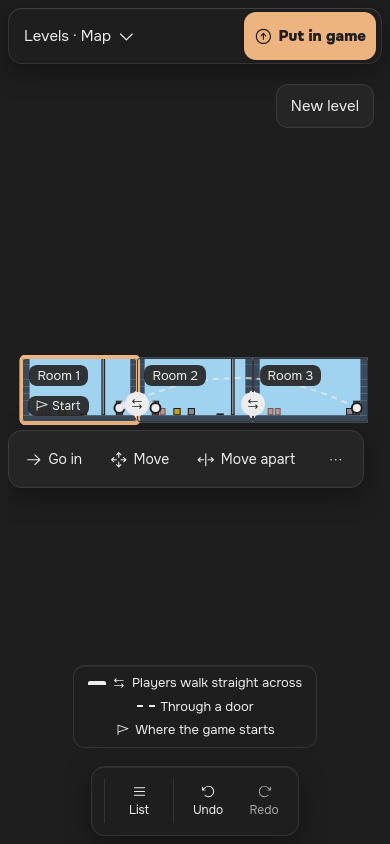 Levels · Map
Put in game
New level
Room 1
Room 2
Room 3
Start
Go in
Move
Move apart
...
Players walk straight across
Through a door
Where the game starts
List
Undo
Redo